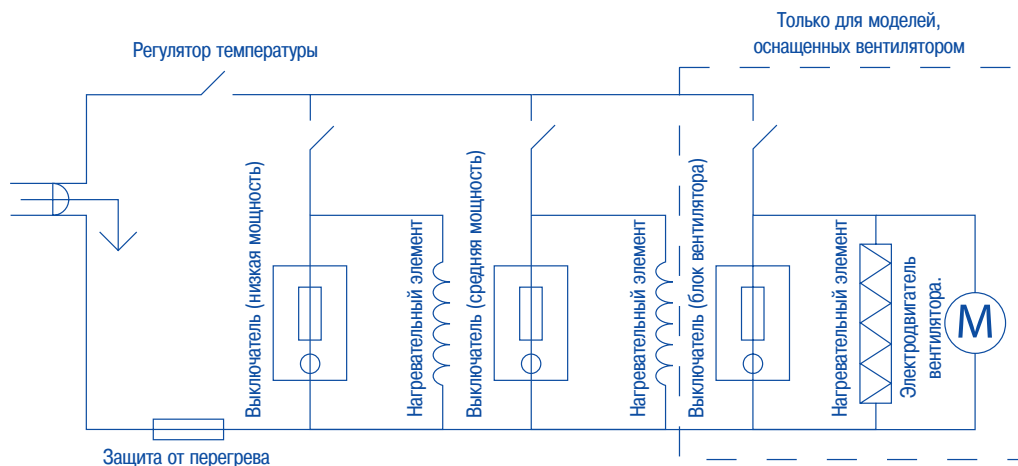 Только для моделей,
оснащенных вентилятором
Регулятор температуры
Выключатель (низкая мощность)
Нагревательный элемент
Выключатель (средняя мощность)
Нагревательный элемент
Выключатель (блок вентилятора)
Нагревательный элемент
Электродвигатель
вентилятора.
M
Защита от перегрева